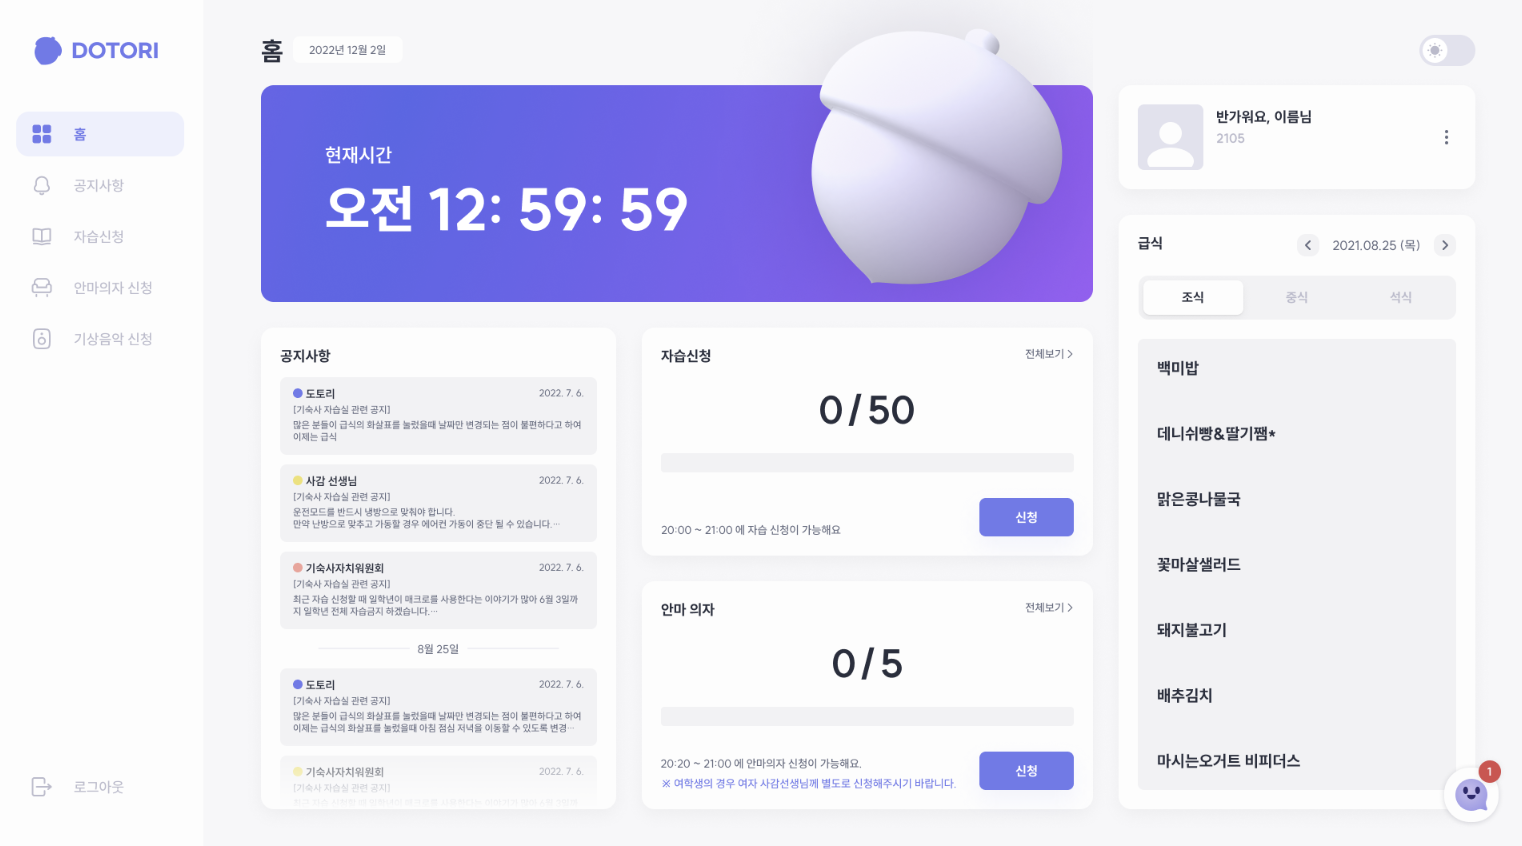 DOTORI
홈
공지사항
자습신청
안마의자 신청
기상음악 신청
로그아웃
홈
2022년 12월 2일
현재시간
오전 12: 59: 59
공지사항
도토리
2022. 7. 6.
[기숙사 자습실 관련 공지]
많은 분들이 급식의 화살표를 눌렀을때 날짜만 변경되는 점이 불편하다고 하여
이제는 급식
사감 선생님
2022. 7. 6.
[기숙사 자습실 관련 공지]
운전모드를 반드시 냉방으로 맞춰야 합니다.
만약 난방으로 맞추고 가동할 경우 에어컨 가동이 중단 될 수 있습니다.…
기숙사자치위원회
2022. 7. 6.
[기숙사 자습실 관련 공지]
최근 자습 신청할 때 일학년이 매크로를 사용한다는 이야기가 많아 6월 3일까
지 일학년 전체 자습금지 하겠습니다.…
8월 25일
도토리
2022. 7. 6.
[기숙사 자습실 관련 공지]
많은 분들이 급식의 화살표를 눌렀을때 날짜만 변경되는 점이 불편하다고 하여
이제는 급식의 화살표를 눌렀을때 아침 점심 저녁을 이동할 수 있도록 변경…
기숙사자치위원회
2022. 7. 6.
[기숙사 자습실 관련 공지]
자습신청
전체보기
0 / 50
20:00 ~ 21:00 에 자습 신청이 가능해요
신청
안마 의자
전체보기
0 / 5
20:20 ~ 21:00 에 안마의자 신청이 가능해요.
※ 여학생의 경우 여자 사감선생님께 별도로 신청해주시기 바랍니다.
신청
반가워요, 이름님
2105
급식
2021.08.25 (목)
조식
중식
석식
백미밥
데니쉬빵&딸기쨈*
맑은콩나물국
꽃마살샐러드
돼지불고기
배추김치
마시는오거트 비피더스
1